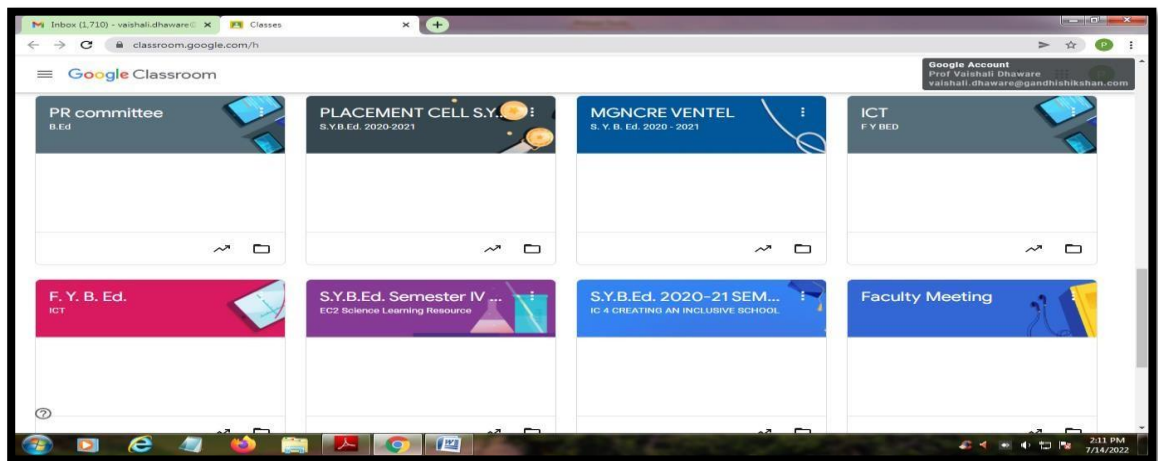 Inbox (1,710) - vaishali.dhaware
Classes
classroom.google.com/h
P
Google Classroom
Google Account
Prof Vaishali Dhaware
vaishali.dhaware@gandhishikshan.com
PR committee
B.Ed
PLACEMENT CELL S.Y...
S.Y.B.Ed. 2020-2021
MGNCRE VENTEL
S. Y. B. Ed. 2020 - 2021
ICT
F Y BED
F. Y. B. Ed.
ICT
S.Y.B.Ed. Semester IV ...
EC2 Science Learning Resource
S.Y.B.Ed. 2020-21 SEM...
IC 4 CREATING AN INCLUSIVE SCHOOL
Faculty Meeting
2:11 PM
7/14/2022